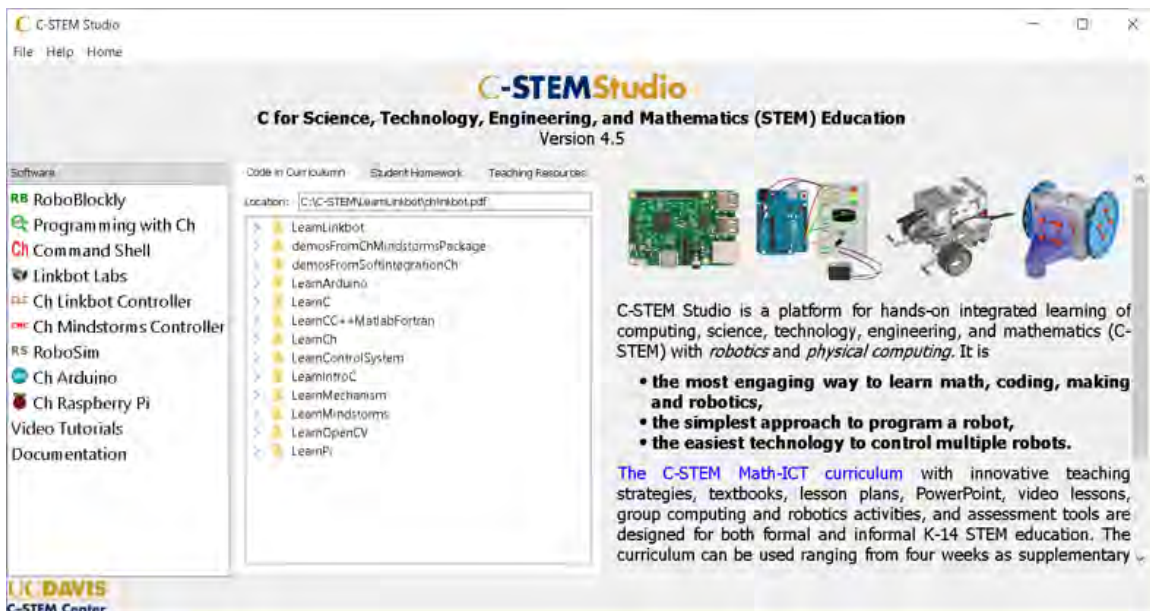 C-STEM Studio
File Help Home
C-STEMStudio
C for Science, Technology, Engineering, and Mathematics (STEM) Education
Version 4.5
Software
RB RoboBlockly
Programming with Ch
Ch Command Shell
Linkbot Labs
Ch Linkbot Controller
CMC Ch Mindstorms Controller
RS RoboSim
Ch Arduino
Ch Raspberry Pi
Video Tutorials
Documentation
Code in Curriculumn Student Homework Teaching Resources
Location: C:\C-STEM\LearnLinkbot\chlinkbot.pdf
LearnLinkbot
demosFromChMindstormsPackage
demosFromSoftIntegrationCh
LearnArduino
LearnC
LearnCC++MatlabFortran
LearnCh
LearnControlSystem
LearnIntroC
LearnMechanism
LearnMindstorms
LearnOpenCV
LearnPi
C-STEM Studio is a platform for hands-on integrated learning of
computing, science, technology, engineering, and mathematics (C-
STEM) with robotics and physical computing. It is
• the most engaging way to learn math, coding, making
and robotics,
• the simplest approach to program a robot,
• the easiest technology to control multiple robots.
The C-STEM Math-ICT curriculum with innovative teaching
strategies, textbooks, lesson plans, PowerPoint, video lessons,
group computing and robotics activities, and assessment tools are
designed for both formal and informal K-14 STEM education. The
curriculum can be used ranging from four weeks as supplementary
UC DAVIS
C-STEM Center